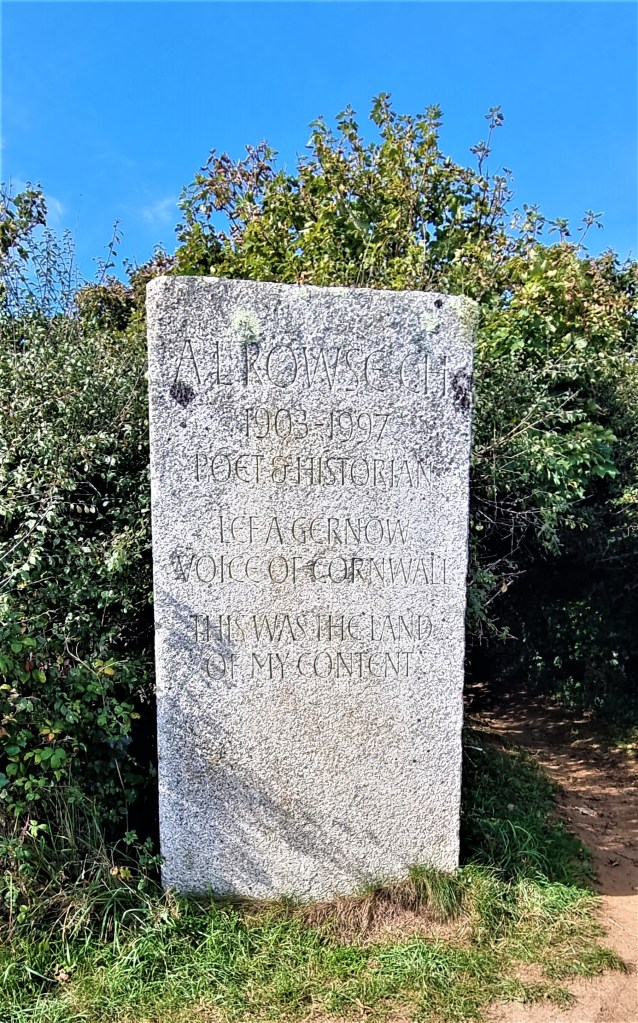 A L ROWSE CH
1903-1997
POET & HISTORIAN
LEF A GERNOW
VOICE OF CORNWALL
THIS WAS THE LAND
OF MY CONTENT